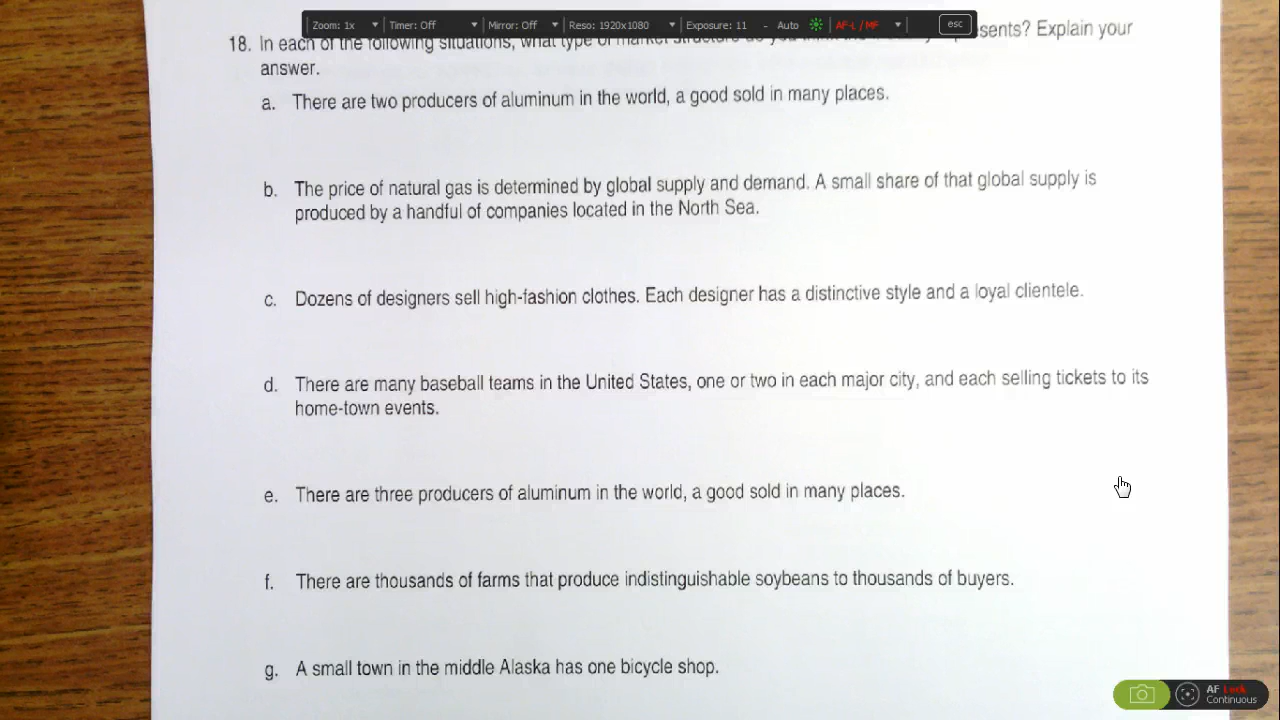 Zoom: 1x Timer: Off Mirror: Off Reso: 1920x1080 Exposure: 11 - Auto AF-L / MF esc
18. In each of the following situations, what type of market structure do you think the sents? Explain your
answer.
a. There are two producers of aluminum in the world, a good sold in many places.
b. The price of natural gas is determined by global supply and demand. A small share of that global supply is
produced by a handful of companies located in the North Sea.
c. Dozens of designers sell high-fashion clothes. Each designer has a distinctive style and a loyal clientele.
d. There are many baseball teams in the United States, one or two in each major city, and each selling tickets to its
home-town events.
e. There are three producers of aluminum in the world, a good sold in many places.
f. There are thousands of farms that produce indistinguishable soybeans to thousands of buyers.
g. A small town in the middle Alaska has one bicycle shop.
AF Lock
Continuous